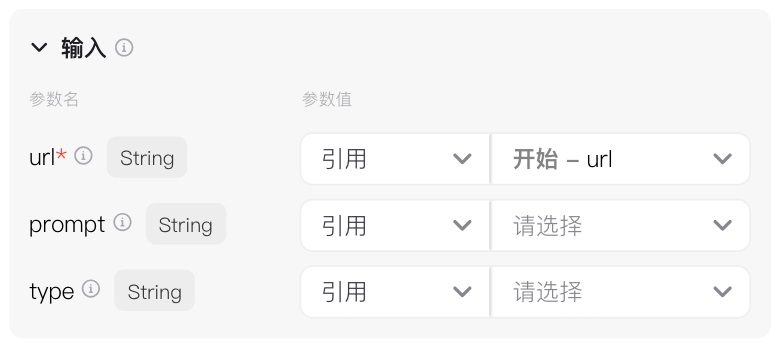 输入
参数名 参数值
url* String 引用 开始 – url
prompt String 引用 请选择
type String 引用 请选择